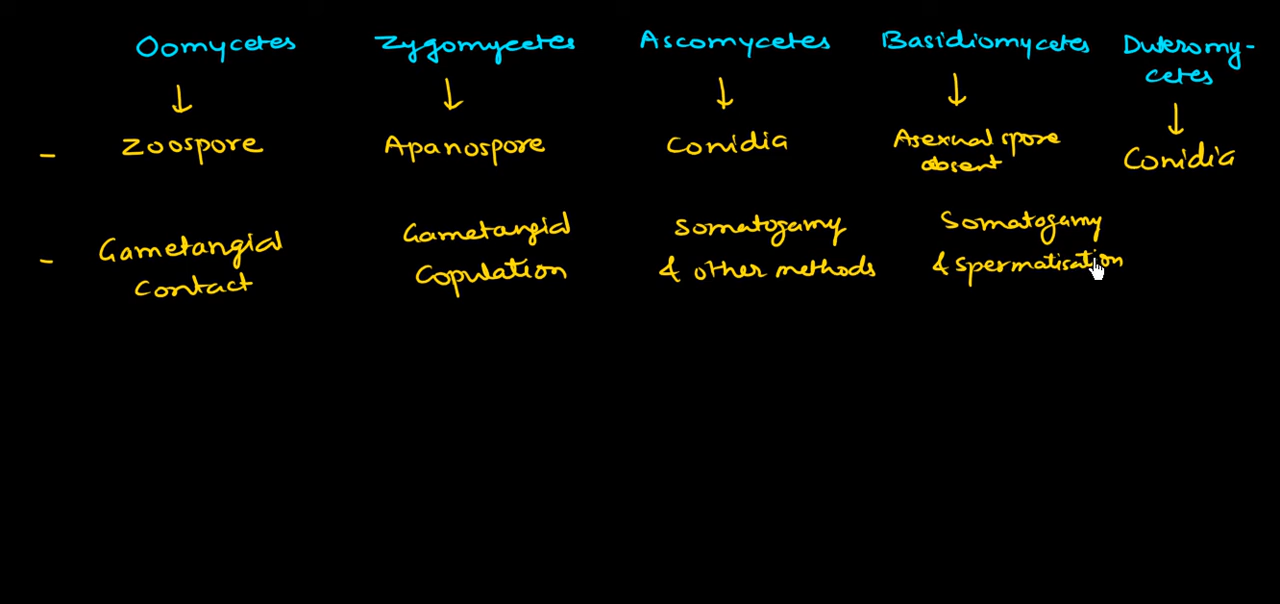 Oomycetes Zygomycetes Ascomycetes Basidiomycetes Duteromy-
cetes
↓ ↓ ↓ ↓ ↓
- Zoospore Apanospore Conidia Asexual spore Conidia
absent
- Gametangial Gametangial Somatogamy Somatogamy
Contact Copulation & other methods & spermatisation